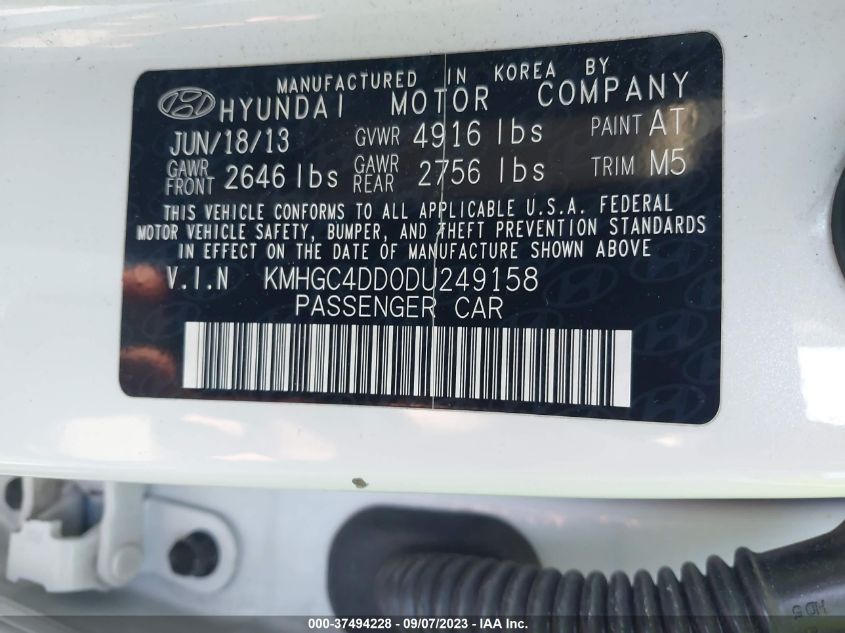 MANUFACTURED IN KOREA BY
HYUNDAI MOTOR COMPANY
JUN/18/13 GVWR 4916 lbs PAINT AT
GAWR FRONT 2646 lbs GAWR REAR 2756 lbs TRIM M5
THIS VEHICLE CONFORMS TO ALL APPLICABLE U.S.A. FEDERAL
MOTOR VEHICLE SAFETY, BUMPER, AND THEFT PREVENTION STANDARDS
IN EFFECT ON THE DATE OF MANUFACTURE SHOWN ABOVE
V.I.N KMHGC4DD0DU249158
PASSENGER CAR
000-37494228 - 09/07/2023 - IAA Inc.